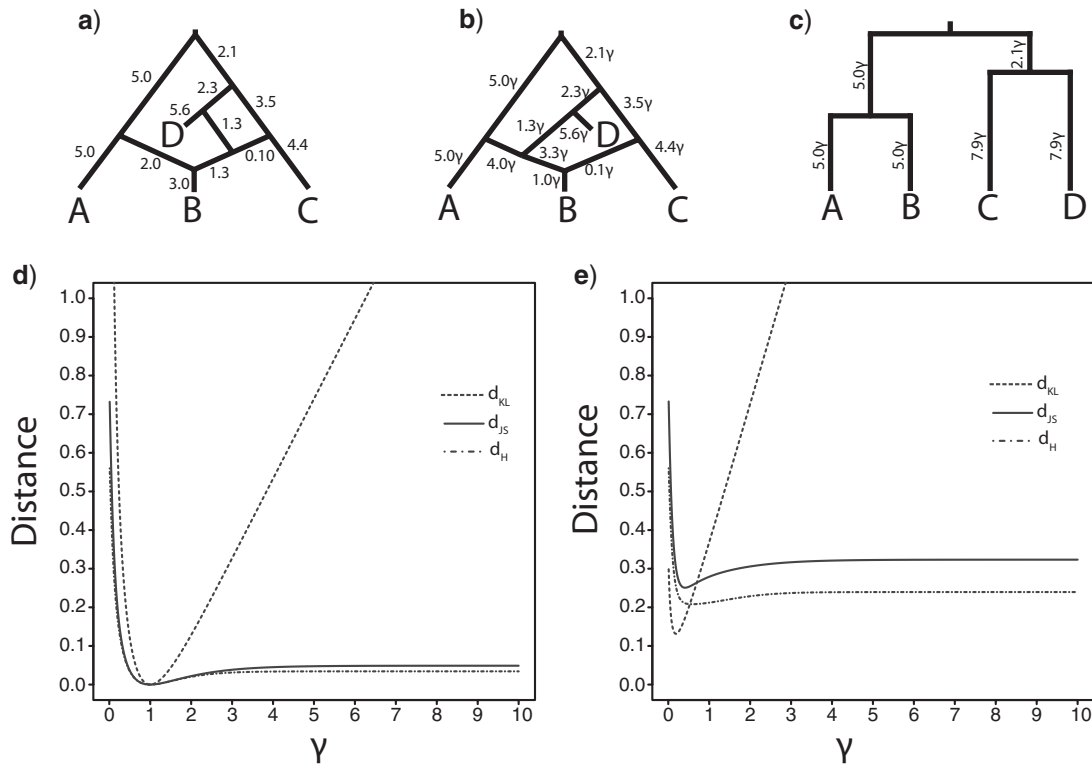 a)
b)
c)
2.1
5.0
2.3
3.5
5.6
D
1.3
5.0
2.0
0.10
4.4
1.3
3.0
A
B
C
2.1γ
5.0γ
2.3γ
3.5γ
1.3γ
5.6γ
D
5.0γ
4.0γ
3.3γ
4.4γ
1.0γ
0.1γ
A
B
C
2.1γ
5.0γ
5.0γ
5.0γ
7.9γ
7.9γ
A
B
C
D
d)
1.0
0.9
0.8
0.7
0.6
0.5
0.4
0.3
0.2
0.1
0.0
Distance
d_KL
d_JS
d_H
0 1 2 3 4 5 6 7 8 9 10
γ
e)
1.0
0.9
0.8
0.7
0.6
0.5
0.4
0.3
0.2
0.1
0.0
Distance
d_KL
d_JS
d_H
0 1 2 3 4 5 6 7 8 9 10
γ